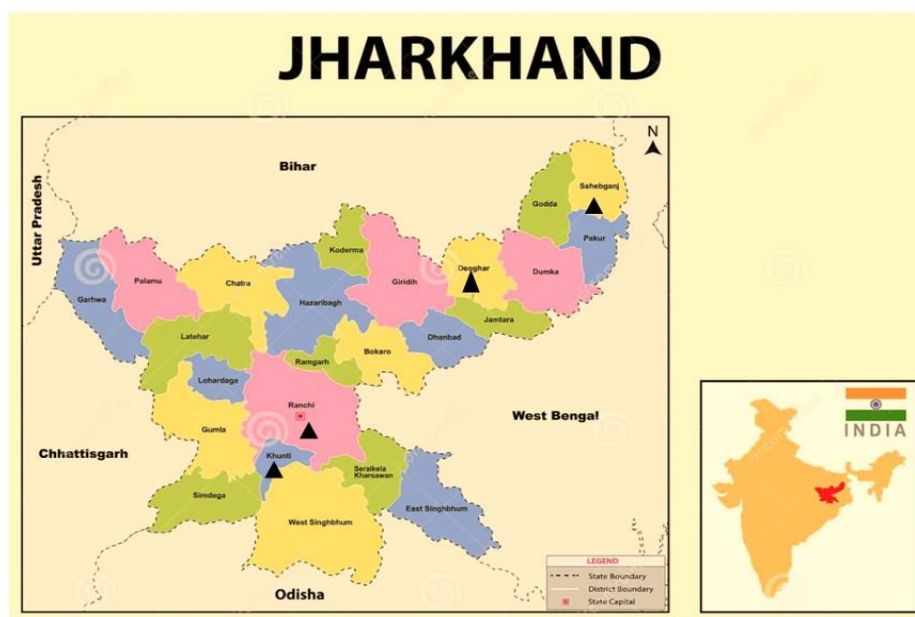 JHARKHAND
N
Bihar
Uttar Pradesh
Sahebganj
Godda
Pakur
Koderma
Deoghar
Dumka
Palamu
Chatra
Giridih
Garhwa
Hazaribagh
Jamtara
Latehar
Dhanbad
Bokaro
Ramgarh
Lohardaga
Ranchi
West Bengal
Gumla
Chhattisgarh
Khunti
Seraikela
Kharsawan
Simdega
East Singhbhum
West Singhbhum
Odisha
LEGEND
State Boundary
District Boundary
State Capital
INDIA